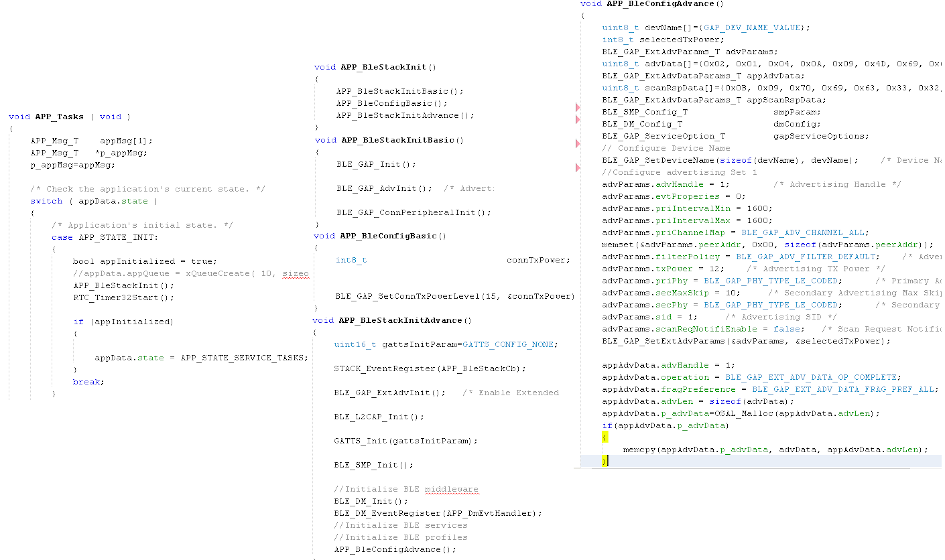 void APP_Tasks ( void )
{
APP_Msg_T appMsg[1];
APP_Msg_T *p_appMsg;
p_appMsg=appMsg;
/* Check the application's current state. */
switch ( appData.state )
{
/* Application's initial state. */
case APP_STATE_INIT:
{
bool appInitialized = true;
//appData.appQueue = xQueueCreate( 10, sizeo
APP_BleStackInit();
RTC_Timer32Start();
if (appInitialized)
{
appData.state = APP_STATE_SERVICE_TASKS;
}
break;
}
void APP_BleStackInit()
{
APP_BleStackInitBasic();
APP_BleConfigBasic();
APP_BleStackInitAdvance();
}
void APP_BleStackInitBasic()
{
BLE_GAP_Init();
BLE_GAP_AdvInit(); /* Advert:
BLE_GAP_ConnPeripheralInit();
}
void APP_BleConfigBasic()
{
int8_t connTxPower;
BLE_GAP_SetConnTxPowerLevel(15, &connTxPower)
}
void APP_BleStackInitAdvance()
{
uint16_t gattsInitParam=GATTS_CONFIG_NONE;
STACK_EventRegister(APP_BleStackCb);
BLE_GAP_ExtAdvInit(); /* Enable Extended
BLE_L2CAP_Init();
GATTS_Init(gattsInitParam);
BLE_SMP_Init();
//Initialize BLE middleware
BLE_DM_Init();
BLE_DM_EventRegister(APP_DmEvtHandler);
//Initialize BLE services
//Initialize BLE profiles
APP_BleConfigAdvance();
void APP_BleConfigAdvance()
{
uint8_t devName[]={GAP_DEV_NAME_VALUE};
int8_t selectedTxPower;
BLE_GAP_ExtAdvParams_T advParams;
uint8_t advData[]={0x02, 0x01, 0x04, 0x0A, 0x09, 0x4D, 0x69, 0x6
BLE_GAP_ExtAdvDataParams_T appAdvData;
uint8_t scanRspData[]={0x0B, 0x09, 0x70, 0x69, 0x63, 0x33, 0x32,
BLE_GAP_ExtAdvDataParams_T appScanRspData;
BLE_SMP_Config_T smpParam;
BLE_DM_Config_T dmConfig;
BLE_GAP_ServiceOption_T gapServiceOptions;
// Configure Device Name
BLE_GAP_SetDeviceName(sizeof(devName), devName); /* Device Na
//Configure advertising Set 1
advParams.advHandle = 1; /* Advertising Handle */
advParams.evtProperies = 0;
advParams.priIntervalMin = 1600;
advParams.priIntervalMax = 1600;
advParams.priChannelMap = BLE_GAP_ADV_CHANNEL_ALL;
memset(&advParams.peerAddr, 0x00, sizeof(advParams.peerAddr));
advParams.filterPolicy = BLE_GAP_ADV_FILTER_DEFAULT; /* Adver
advParams.txPower = 12; /* Advertising TX Power */
advParams.priPhy = BLE_GAP_PHY_TYPE_LE_CODED; /* Primary Ad
advParams.secMaxSkip = 10; /* Secondary Advertising Max Skip
advParams.secPhy = BLE_GAP_PHY_TYPE_LE_CODED; /* Secondary
advParams.sid = 1; /* Advertising SID */
advParams.scanReqNotifiEnable = false; /* Scan Request Notific
BLE_GAP_SetExtAdvParams(&advParams, &selectedTxPower);
appAdvData.advHandle = 1;
appAdvData.operation = BLE_GAP_EXT_ADV_DATA_OP_COMPLETE;
appAdvData.fragPreference = BLE_GAP_EXT_ADV_DATA_FRAG_PREF_ALL;
appAdvData.advLen = sizeof(advData);
appAdvData.p_advData=OSAL_Malloc(appAdvData.advLen);
if(appAdvData.p_advData)
{
memcpy(appAdvData.p_advData, advData, appAdvData.advLen);
}